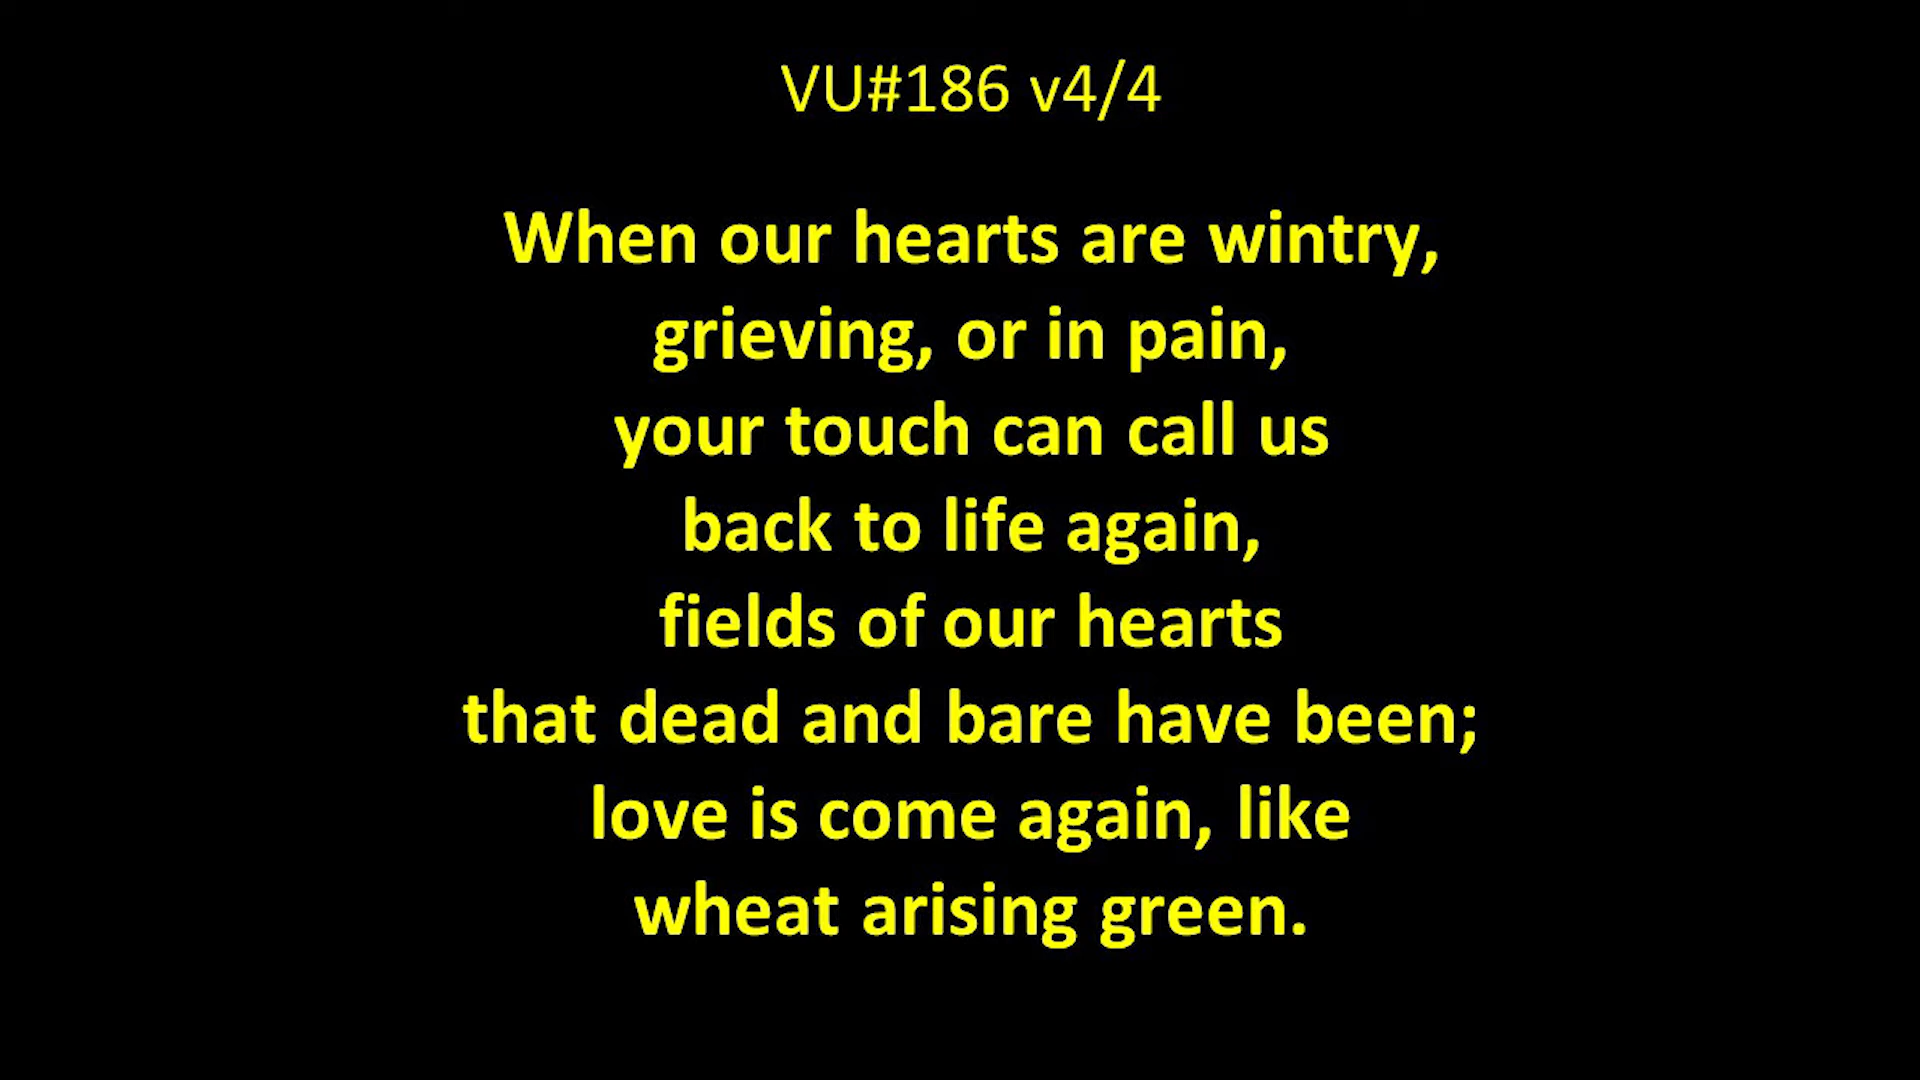 VU#186 v4/4
When our hearts are wintry,
grieving, or in pain,
your touch can call us
back to life again,
fields of our hearts
that dead and bare have been;
love is come again, like
wheat arising green.